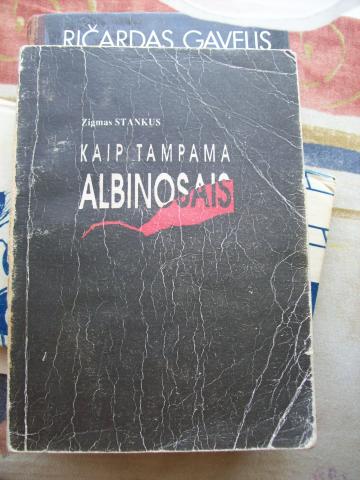 RIČARDAS GAVELIS
Zigmas STANKUS
KAIP TAMPAMA
ALBINOSAIS